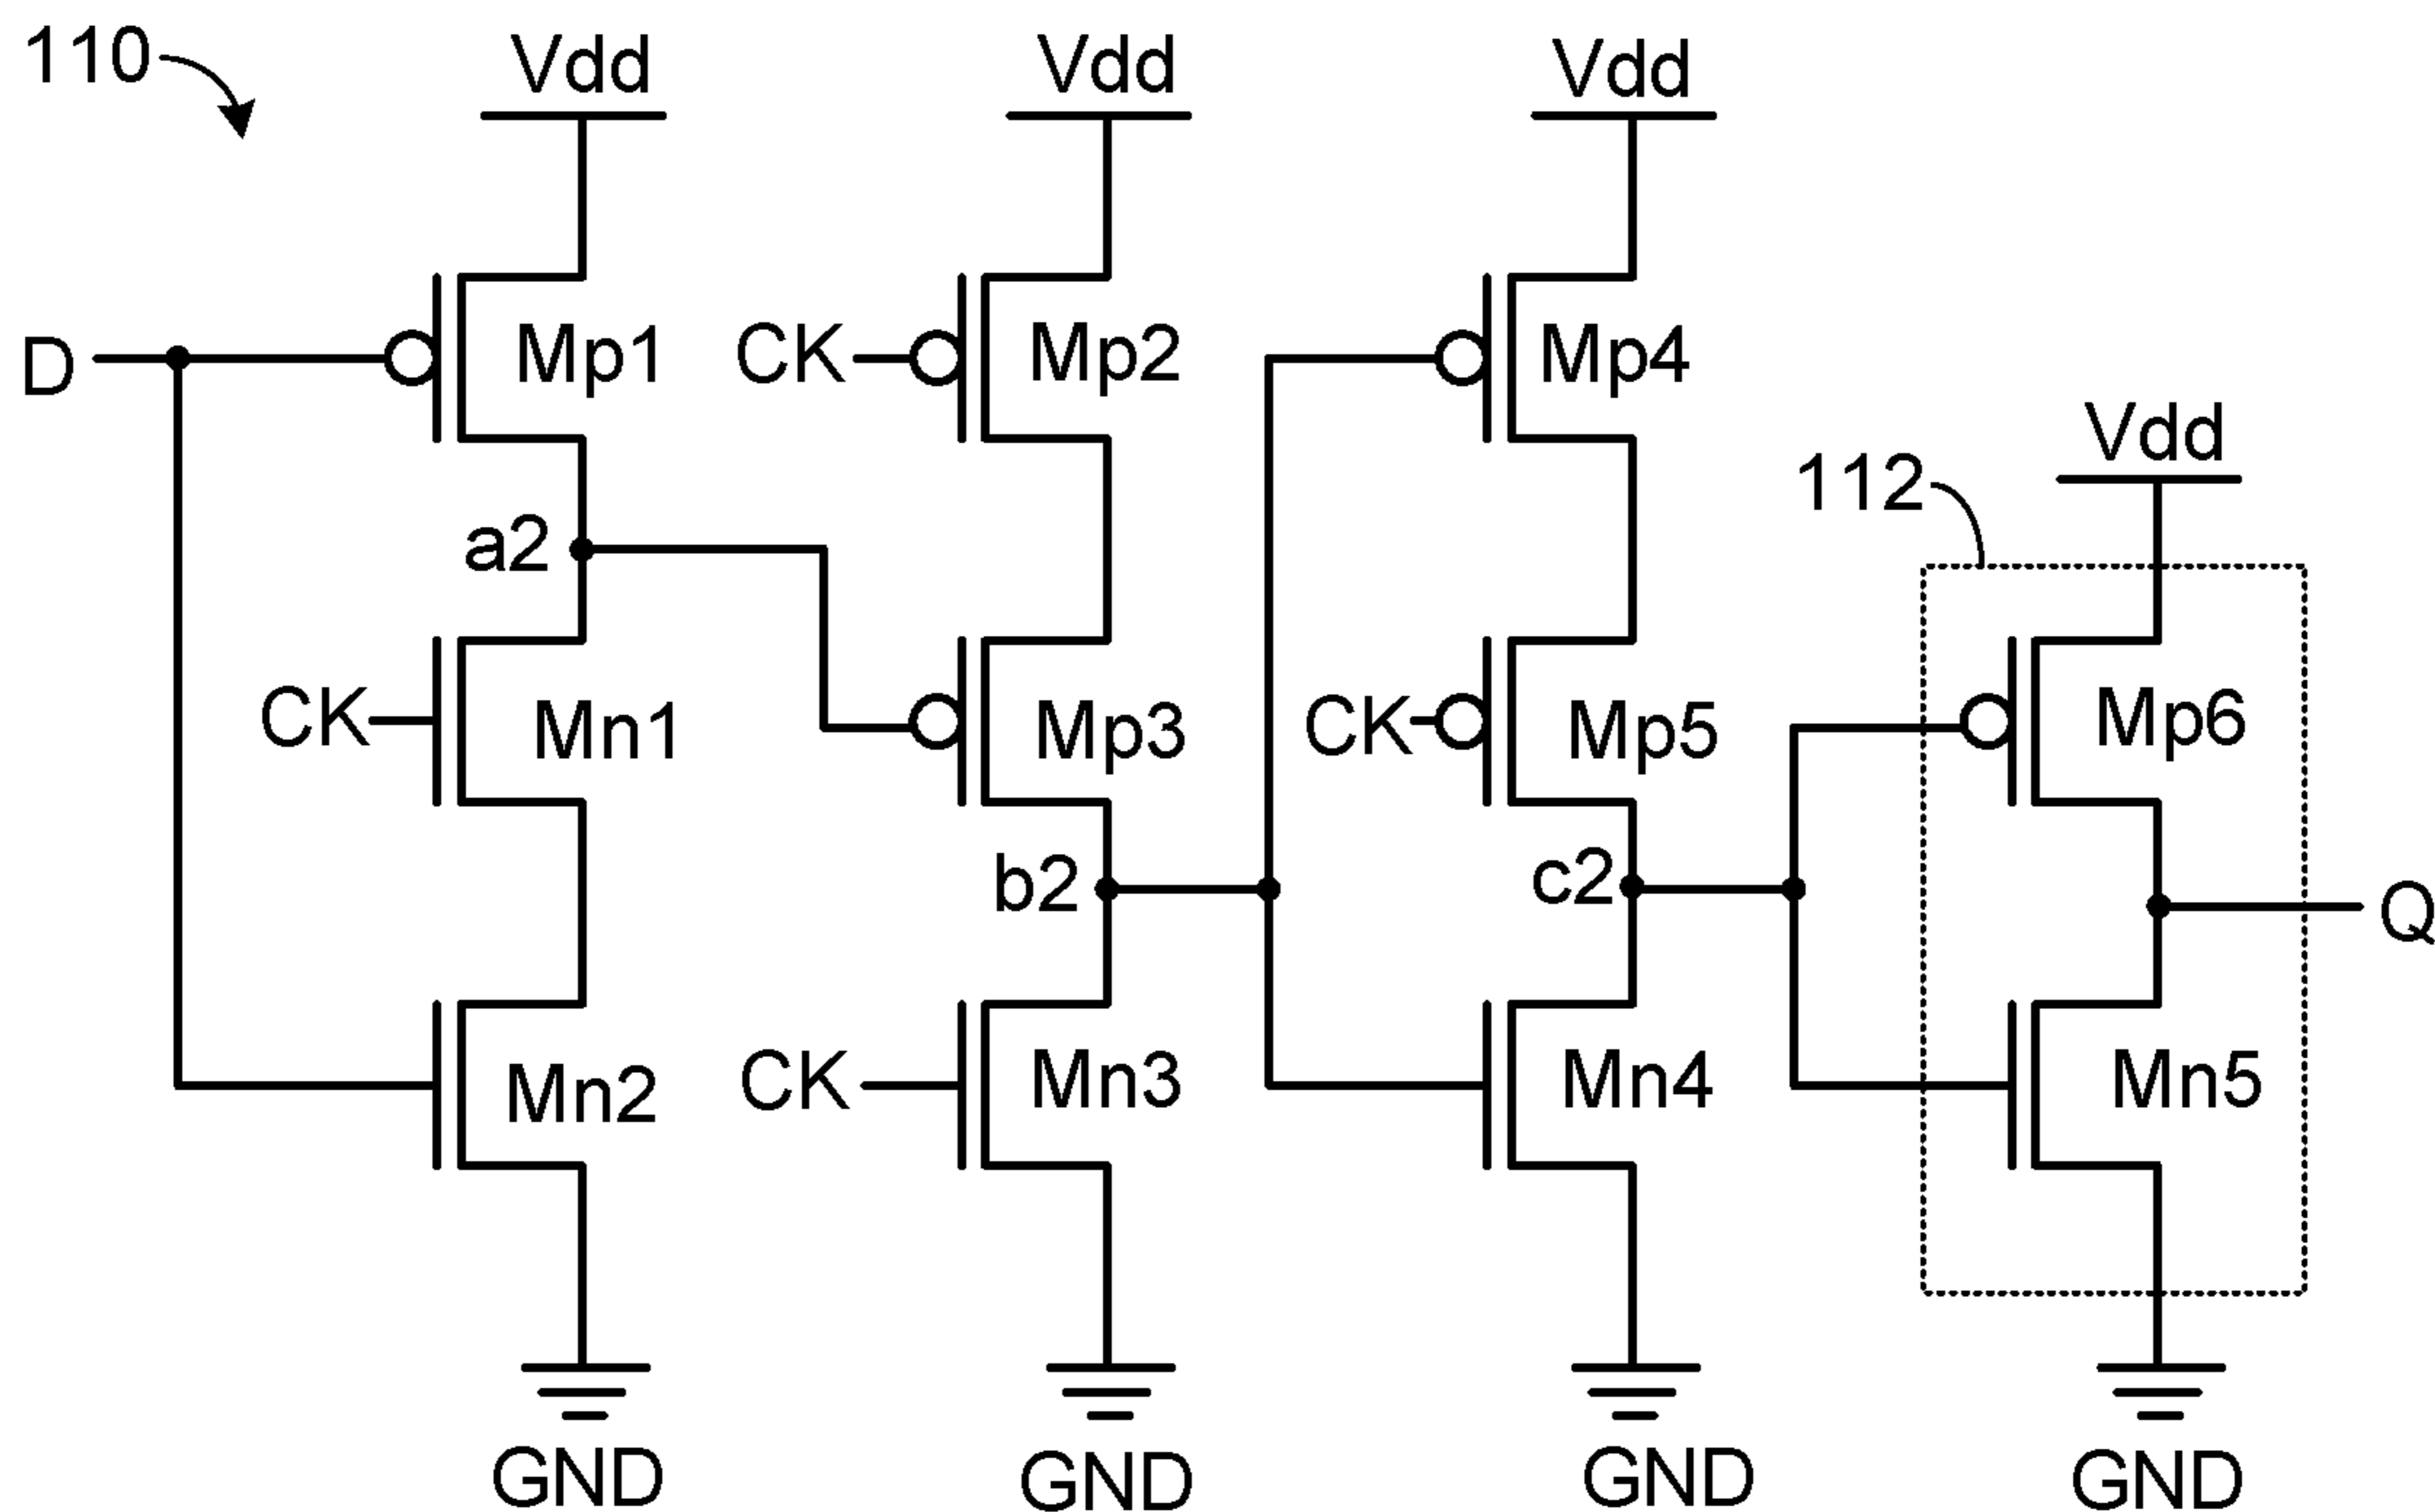 110
Vdd
Vdd
Vdd
D
Mp1
CK
Mp2
Mp4
Vdd
112
a2
CK
Mn1
Mp3
CK
Mp5
Mp6
b2
c2
Q
Mn2
CK
Mn3
Mn4
Mn5
GND
GND
GND
GND